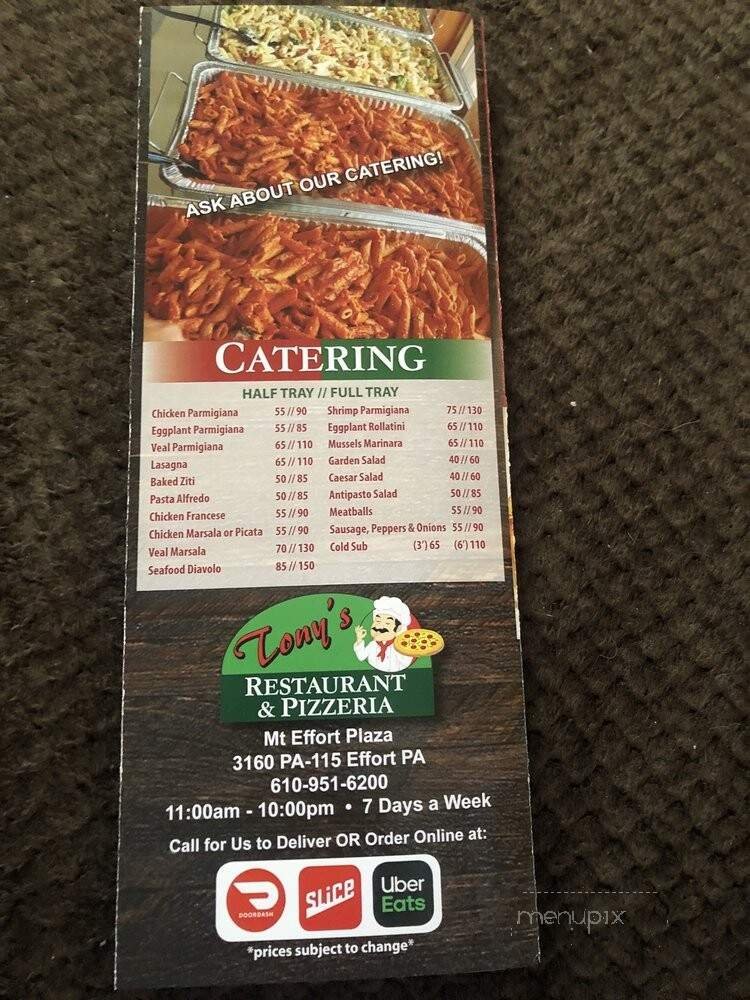 ASK ABOUT OUR CATERING!
CATERING
HALF TRAY // FULL TRAY
Chicken Parmigiana 55 // 90
Eggplant Parmigiana 55 // 85
Veal Parmigiana 65 // 110
Lasagna 65 // 110
Baked Ziti 50 // 85
Pasta Alfredo 50 // 85
Chicken Francese 55 // 90
Chicken Marsala or Picata 55 // 90
Veal Marsala 70 // 130
Seafood Diavolo 85 // 150
Shrimp Parmigiana 75 // 130
Eggplant Rollatini 65 // 110
Mussels Marinara 65 // 110
Garden Salad 40 // 60
Caesar Salad 40 // 60
Antipasto Salad 50 // 85
Meatballs 55 // 90
Sausage, Peppers & Onions 55 // 90
Cold Sub (3') 65 (6') 110
Tony's
RESTAURANT
& PIZZERIA
Mt Effort Plaza
3160 PA-115 Effort PA
610-951-6200
11:00am - 10:00pm • 7 Days a Week
Call for Us to Deliver OR Order Online at:
DOORDASH
SLICE
Uber
Eats
*prices subject to change*
menupix